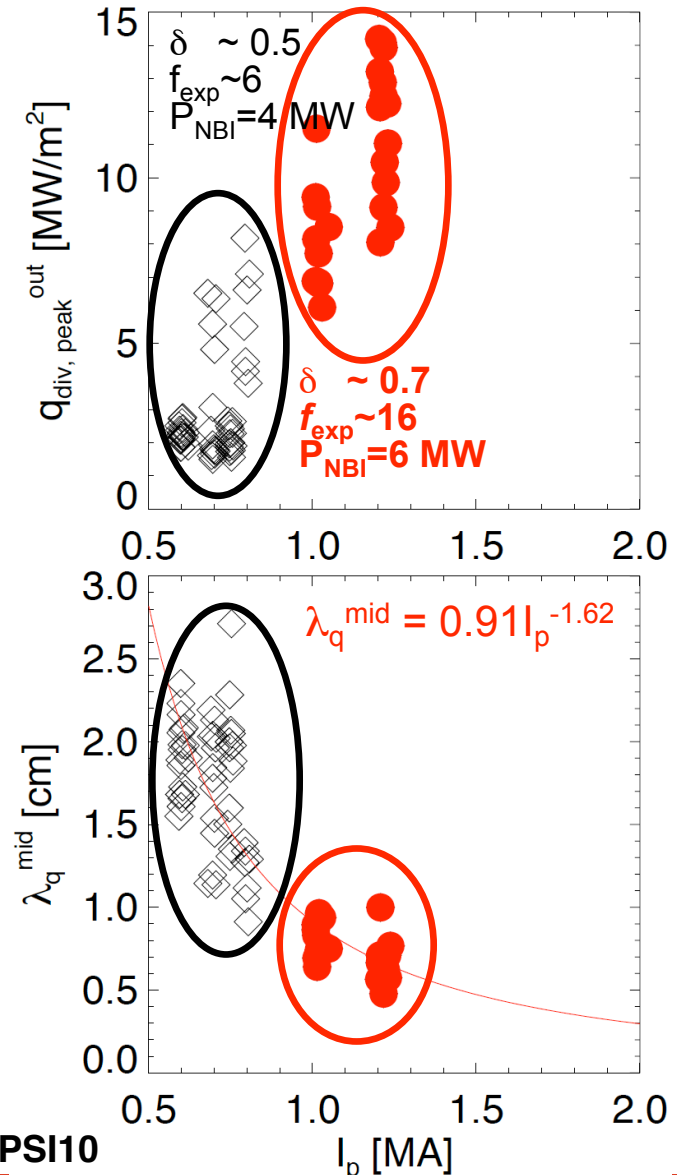 15
δ ~ 0.5
f_exp~6
P_NBI=4 MW
10
q_div, peak^out [MW/m²]
5
δ ~ 0.7
f_exp~16
P_NBI=6 MW
0
0.5 1.0 1.5 2.0
3.0
λ_q^mid = 0.91I_p^-1.62
2.5
2.0
λ_q^mid [cm]
1.5
1.0
0.5
0.0
0.5 1.0 1.5 2.0
PSI10
I_p [MA]